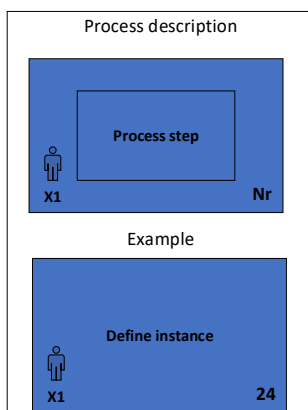 Process description
Process step
X1
Nr
Example
Define instance
X1
24